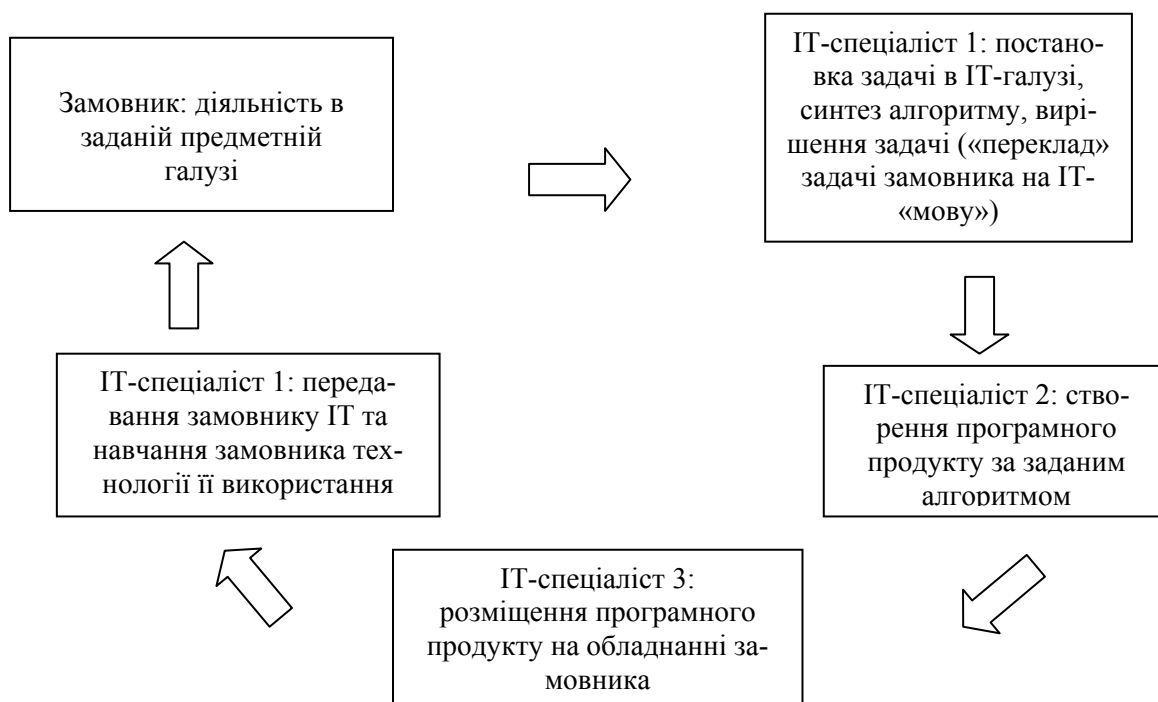 Замовник: діяльність в
заданій предметній
галузі
ІТ-спеціаліст 1: постано-
вка задачі в ІТ-галузі,
синтез алгоритму, вирі-
шення задачі («переклад»
задачі замовника на ІТ-
«мову»)
ІТ-спеціаліст 1: переда-
вання замовнику ІТ та
навчання замовника тех-
нології її використання
ІТ-спеціаліст 2: ство-
рення програмного
продукту за заданим
алгоритмом
ІТ-спеціаліст 3:
розміщення програмного
продукту на обладнанні за-
мовника